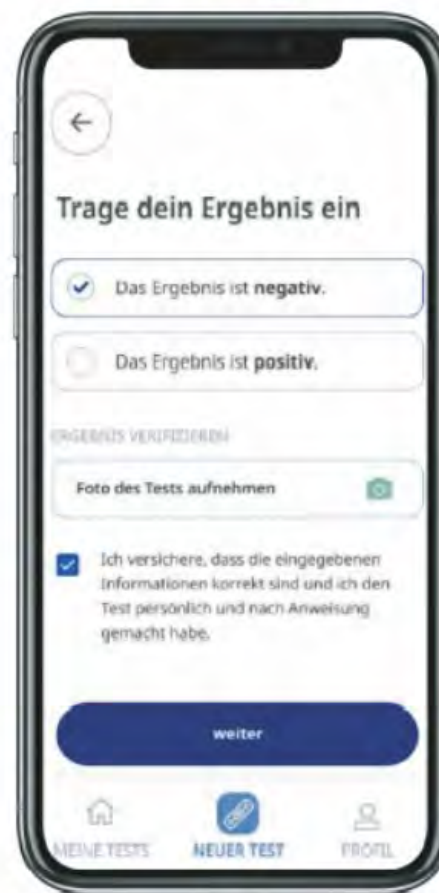 Trage dein Ergebnis ein
Das Ergebnis ist negativ.
Das Ergebnis ist positiv.
ERGEBNIS VERIFIZIEREN
Foto des Tests aufnehmen
Ich versichere, dass die eingegebenen
Informationen korrekt sind und ich den
Test persönlich und nach Anweisung
gemacht habe.
weiter
MEINE TESTS NEUER TEST PROFIL